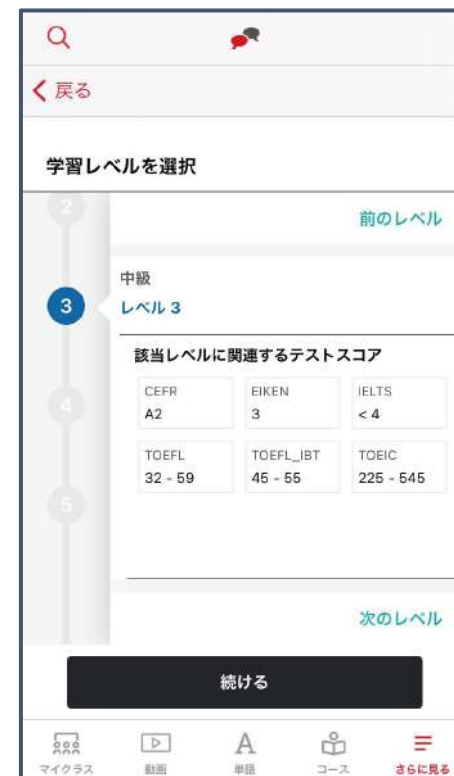 戻る
学習レベルを選択
2
前のレベル
中級
3
レベル 3
該当レベルに関連するテストスコア
CEFR
A2
EIKEN
3
IELTS
< 4
4
TOEFL
32 - 59
TOEFL_IBT
45 - 55
TOEIC
225 - 545
5
次のレベル
続ける
マイクラス
動画
単語
コース
さらに見る